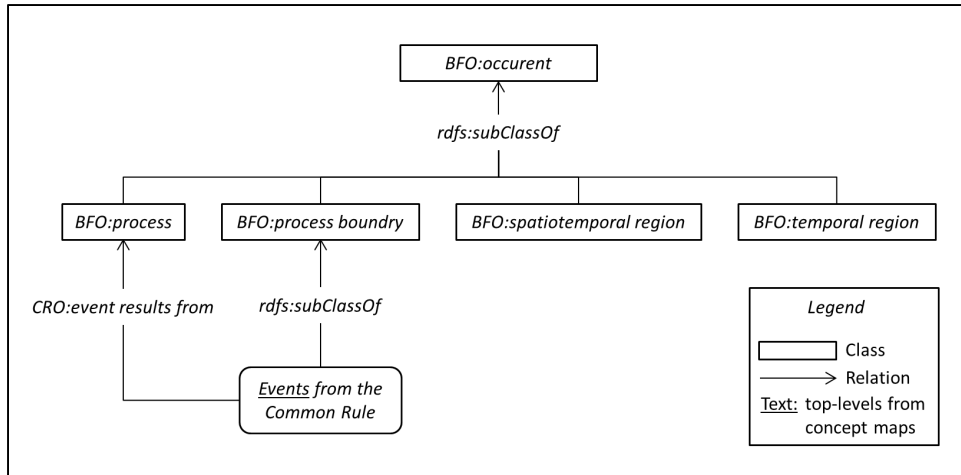 BFO:occurent
rdfs:subClassOf
BFO:process
BFO:process boundry
BFO:spatiotemporal region
BFO:temporal region
CRO:event results from
rdfs:subClassOf
Events from the
Common Rule
Legend
Class
Relation
Text: top-levels from
concept maps